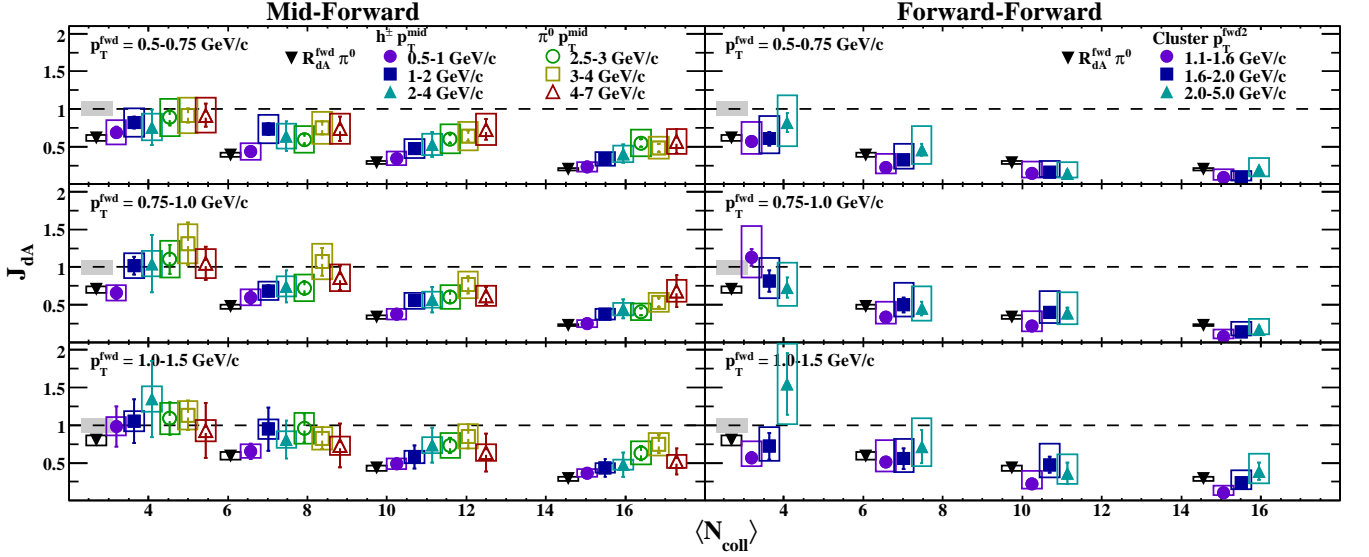 Mid-Forward
Forward-Forward
p_T^fwd = 0.5-0.75 GeV/c
R_dA^fwd π⁰
h± p_T^mid
0.5-1 GeV/c
1-2 GeV/c
2-4 GeV/c
π⁰ p_T^mid
2.5-3 GeV/c
3-4 GeV/c
4-7 GeV/c
p_T^fwd = 0.5-0.75 GeV/c
R_dA^fwd π⁰
Cluster p_T^fwd2
1.1-1.6 GeV/c
1.6-2.0 GeV/c
2.0-5.0 GeV/c
2
1.5
1
0.5
p_T^fwd = 0.75-1.0 GeV/c
p_T^fwd = 0.75-1.0 GeV/c
2
1.5
1
0.5
J_dA
p_T^fwd = 1.0-1.5 GeV/c
p_T^fwd = 1.0-1.5 GeV/c
2
1.5
1
0.5
4 6 8 10 12 14 16
4 6 8 10 12 14 16
⟨N_coll⟩